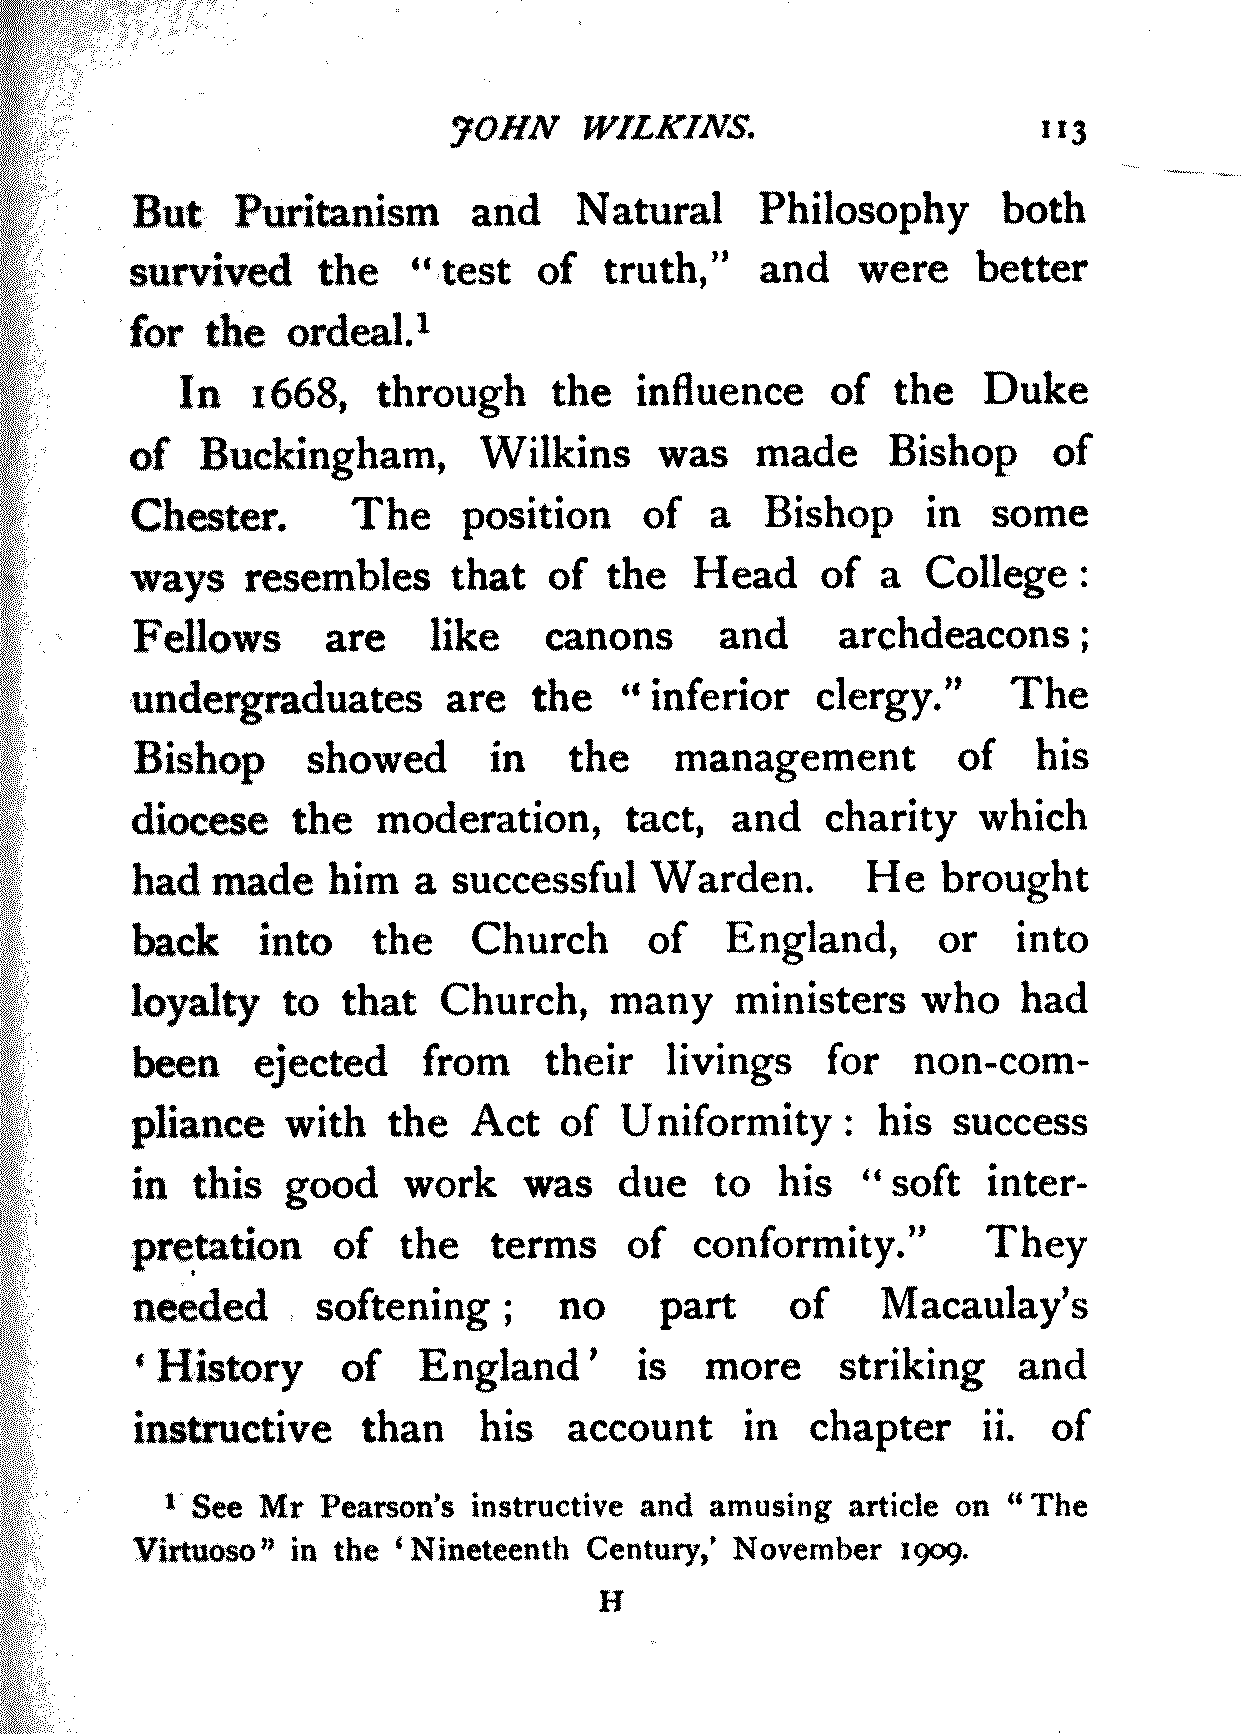 JOHN WILKINS. 113
But Puritanism and Natural Philosophy both
survived the "test of truth," and were better
for the ordeal.¹
In 1668, through the influence of the Duke
of Buckingham, Wilkins was made Bishop of
Chester. The position of a Bishop in some
ways resembles that of the Head of a College :
Fellows are like canons and archdeacons ;
undergraduates are the "inferior clergy." The
Bishop showed in the management of his
diocese the moderation, tact, and charity which
had made him a successful Warden. He brought
back into the Church of England, or into
loyalty to that Church, many ministers who had
been ejected from their livings for non-com-
pliance with the Act of Uniformity : his success
in this good work was due to his "soft inter-
pretation of the terms of conformity." They
needed softening ; no part of Macaulay's
'History of England' is more striking and
instructive than his account in chapter ii. of
¹ See Mr Pearson's instructive and amusing article on "The
Virtuoso" in the 'Nineteenth Century,' November 1909.
H